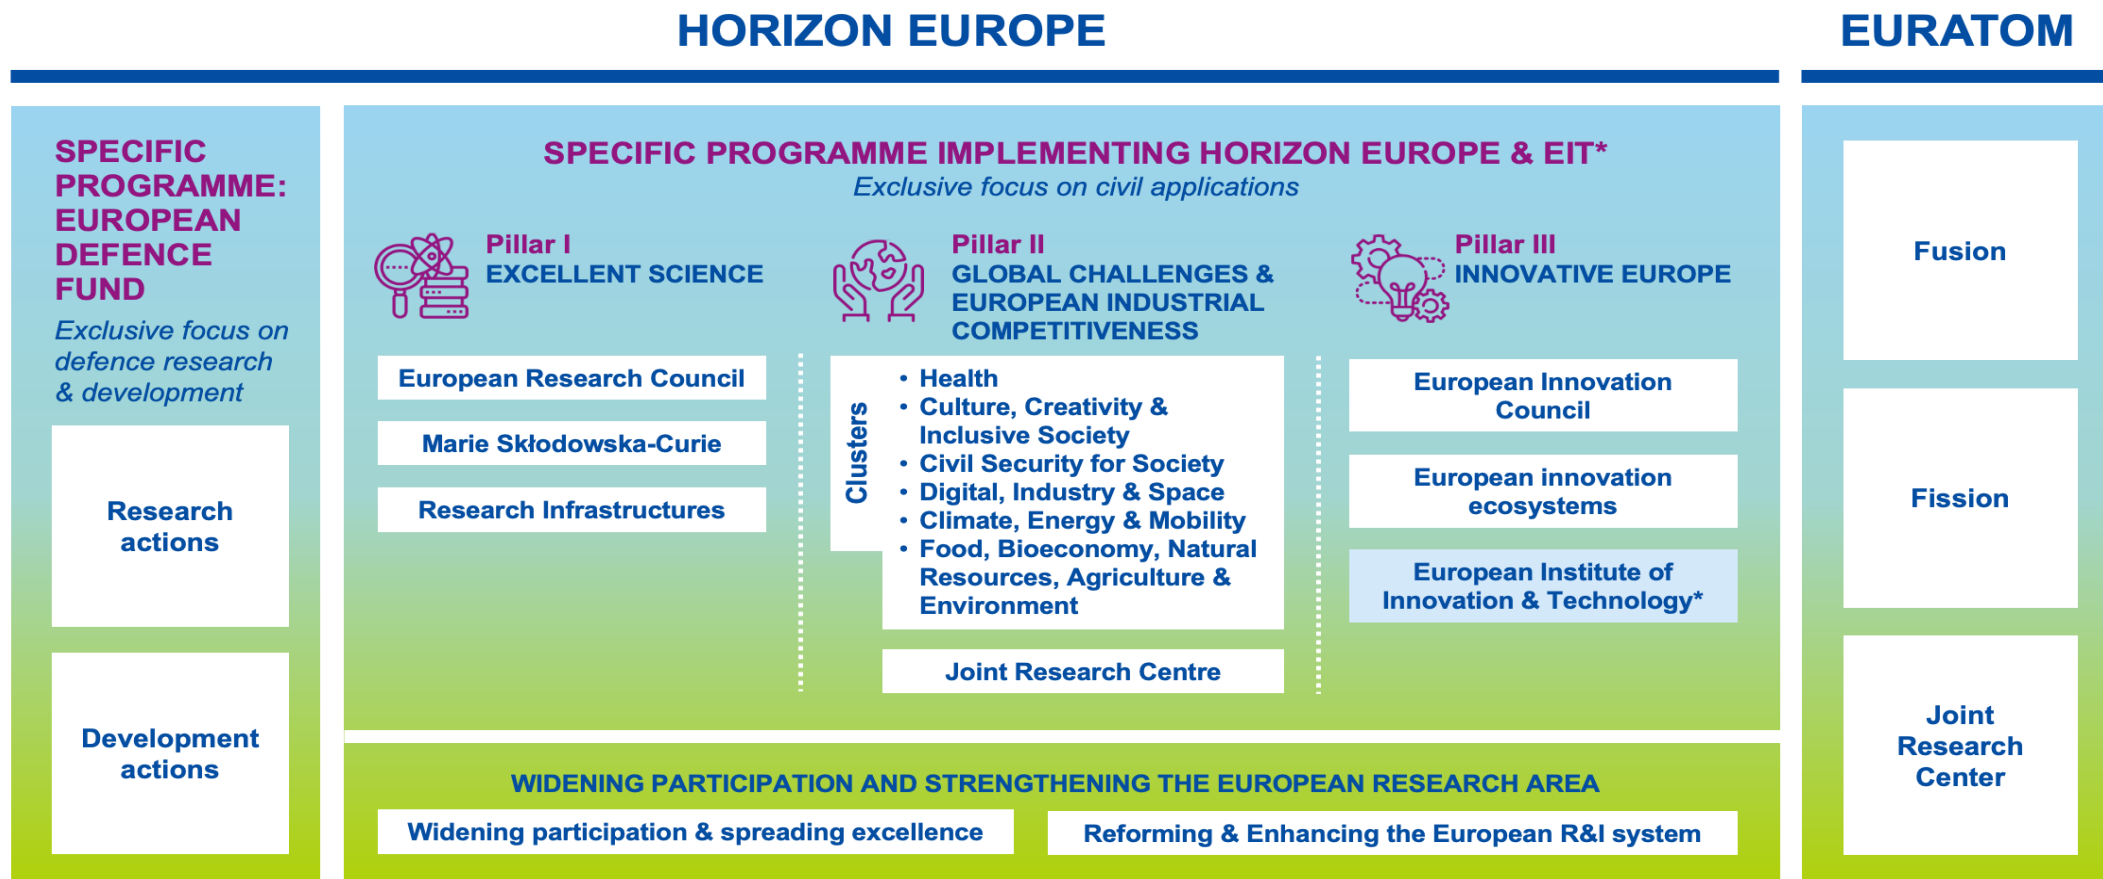 HORIZON EUROPE
EURATOM
SPECIFIC
PROGRAMME:
EUROPEAN
DEFENCE
FUND
Exclusive focus on
defence research
& development
Research
actions
Development
actions
SPECIFIC PROGRAMME IMPLEMENTING HORIZON EUROPE & EIT*
Exclusive focus on civil applications
Pillar I
EXCELLENT SCIENCE
European Research Council
Marie Skłodowska-Curie
Research Infrastructures
Pillar II
GLOBAL CHALLENGES &
EUROPEAN INDUSTRIAL
COMPETITIVENESS
Clusters
• Health
• Culture, Creativity &
Inclusive Society
• Civil Security for Society
• Digital, Industry & Space
• Climate, Energy & Mobility
• Food, Bioeconomy, Natural
Resources, Agriculture &
Environment
Joint Research Centre
Pillar III
INNOVATIVE EUROPE
European Innovation
Council
European innovation
ecosystems
European Institute of
Innovation & Technology*
WIDENING PARTICIPATION AND STRENGTHENING THE EUROPEAN RESEARCH AREA
Widening participation & spreading excellence
Reforming & Enhancing the European R&I system
Fusion
Fission
Joint
Research
Center